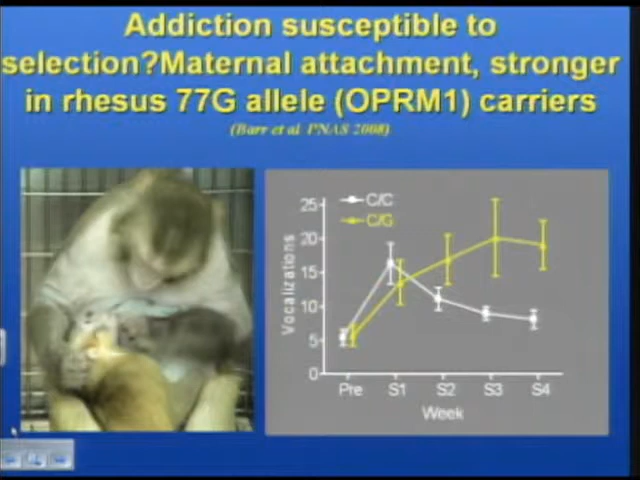 Addiction susceptible to
selection?Maternal attachment, stronger
in rhesus 77G allele (OPRM1) carriers
(Barr et al. PNAS 2008)
C/C
C/G
25
20
15
10
5
0
Vocalizations
Pre S1 S2 S3 S4
Week